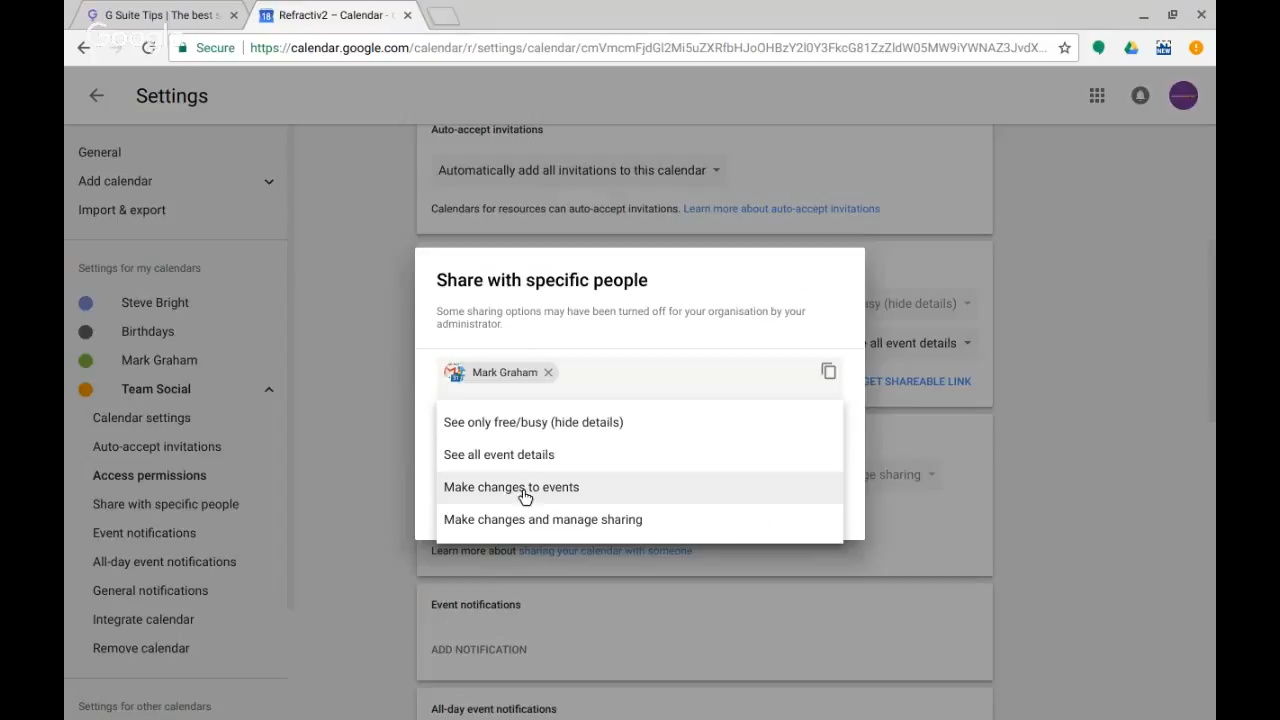 G Suite Tips | The best s
Refractiv2 – Calendar -
Google
Secure
https://calendar.google.com/calendar/r/settings/calendar/
NEW
Settings
General
Add calendar
Import & export
Settings for my calendars
Steve Bright
Birthdays
Mark Graham
Team Social
Calendar settings
Auto-accept invitations
Access permissions
Share with specific people
Event notifications
All-day event notifications
General notifications
Integrate calendar
Remove calendar
Settings for other calendars
Auto-accept invitations
Automatically add all invitations to this calendar
Calendars for resources can auto-accept invitations. Learn more about auto-accept invitations
Share with specific people
Some sharing options may have been turned off for your organisation by your
administrator.
Mark Graham
See only free/busy (hide details)
See all event details
Make changes to events
Make changes and manage sharing
sy (hide details)
all event details
GET SHAREABLE LINK
ge sharing
Learn more about sharing your calendar with someone
Event notifications
ADD NOTIFICATION
All-day event notifications